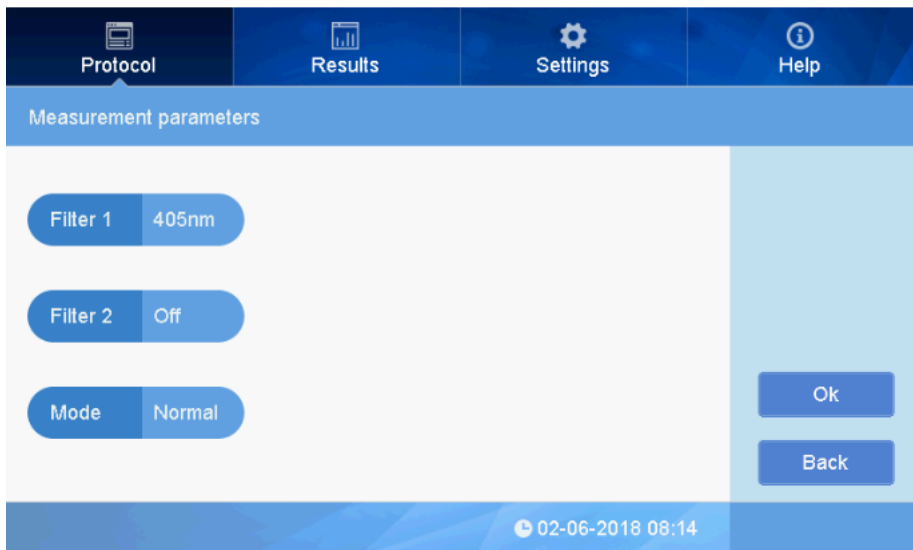 Protocol
Results
Settings
Help
Measurement parameters
Filter 1 405nm
Filter 2 Off
Mode Normal
Ok
Back
02-06-2018 08:14